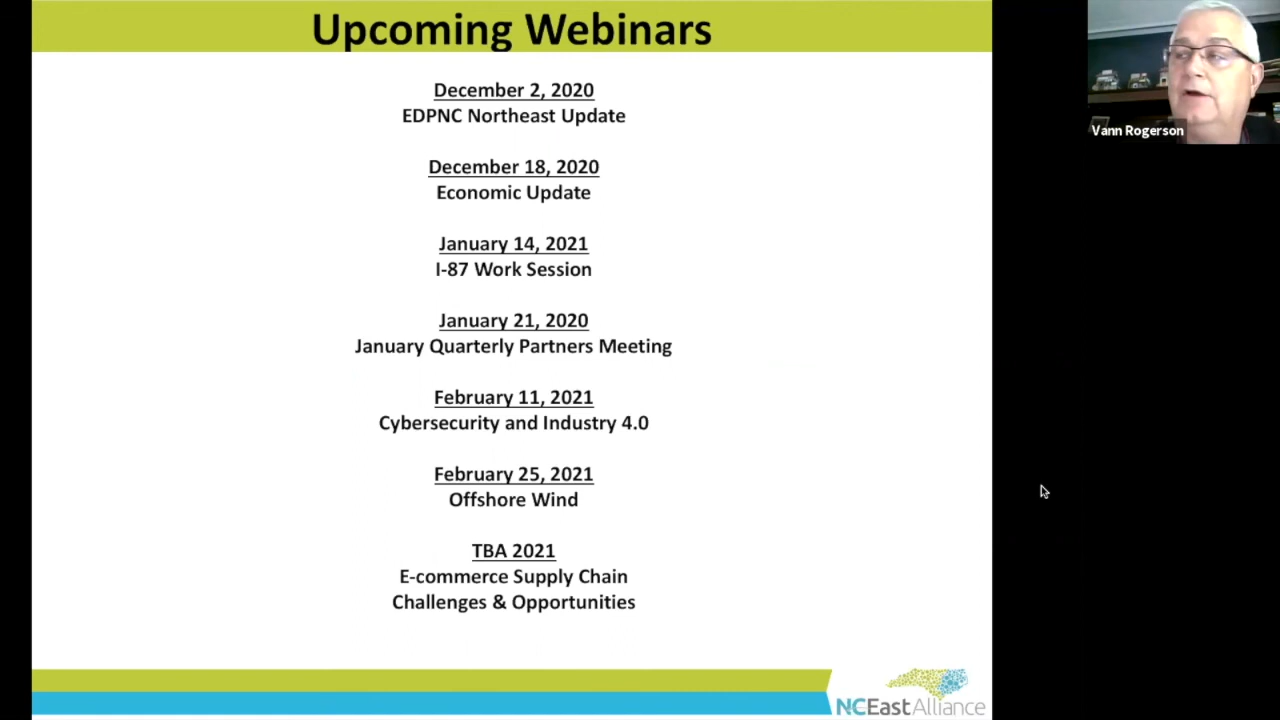 Upcoming Webinars
December 2, 2020
EDPNC Northeast Update
December 18, 2020
Economic Update
January 14, 2021
I-87 Work Session
January 21, 2020
January Quarterly Partners Meeting
February 11, 2021
Cybersecurity and Industry 4.0
February 25, 2021
Offshore Wind
TBA 2021
E-commerce Supply Chain
Challenges & Opportunities
NCEastAlliance
Vann Rogerson